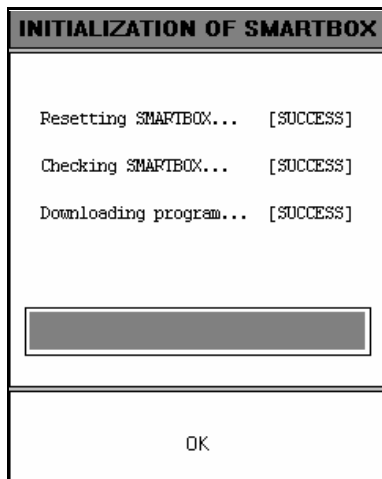 INITIALIZATION OF SMARTBOX
Resetting SMARTBOX... [SUCCESS]
Checking SMARTBOX... [SUCCESS]
Downloading program... [SUCCESS]
OK